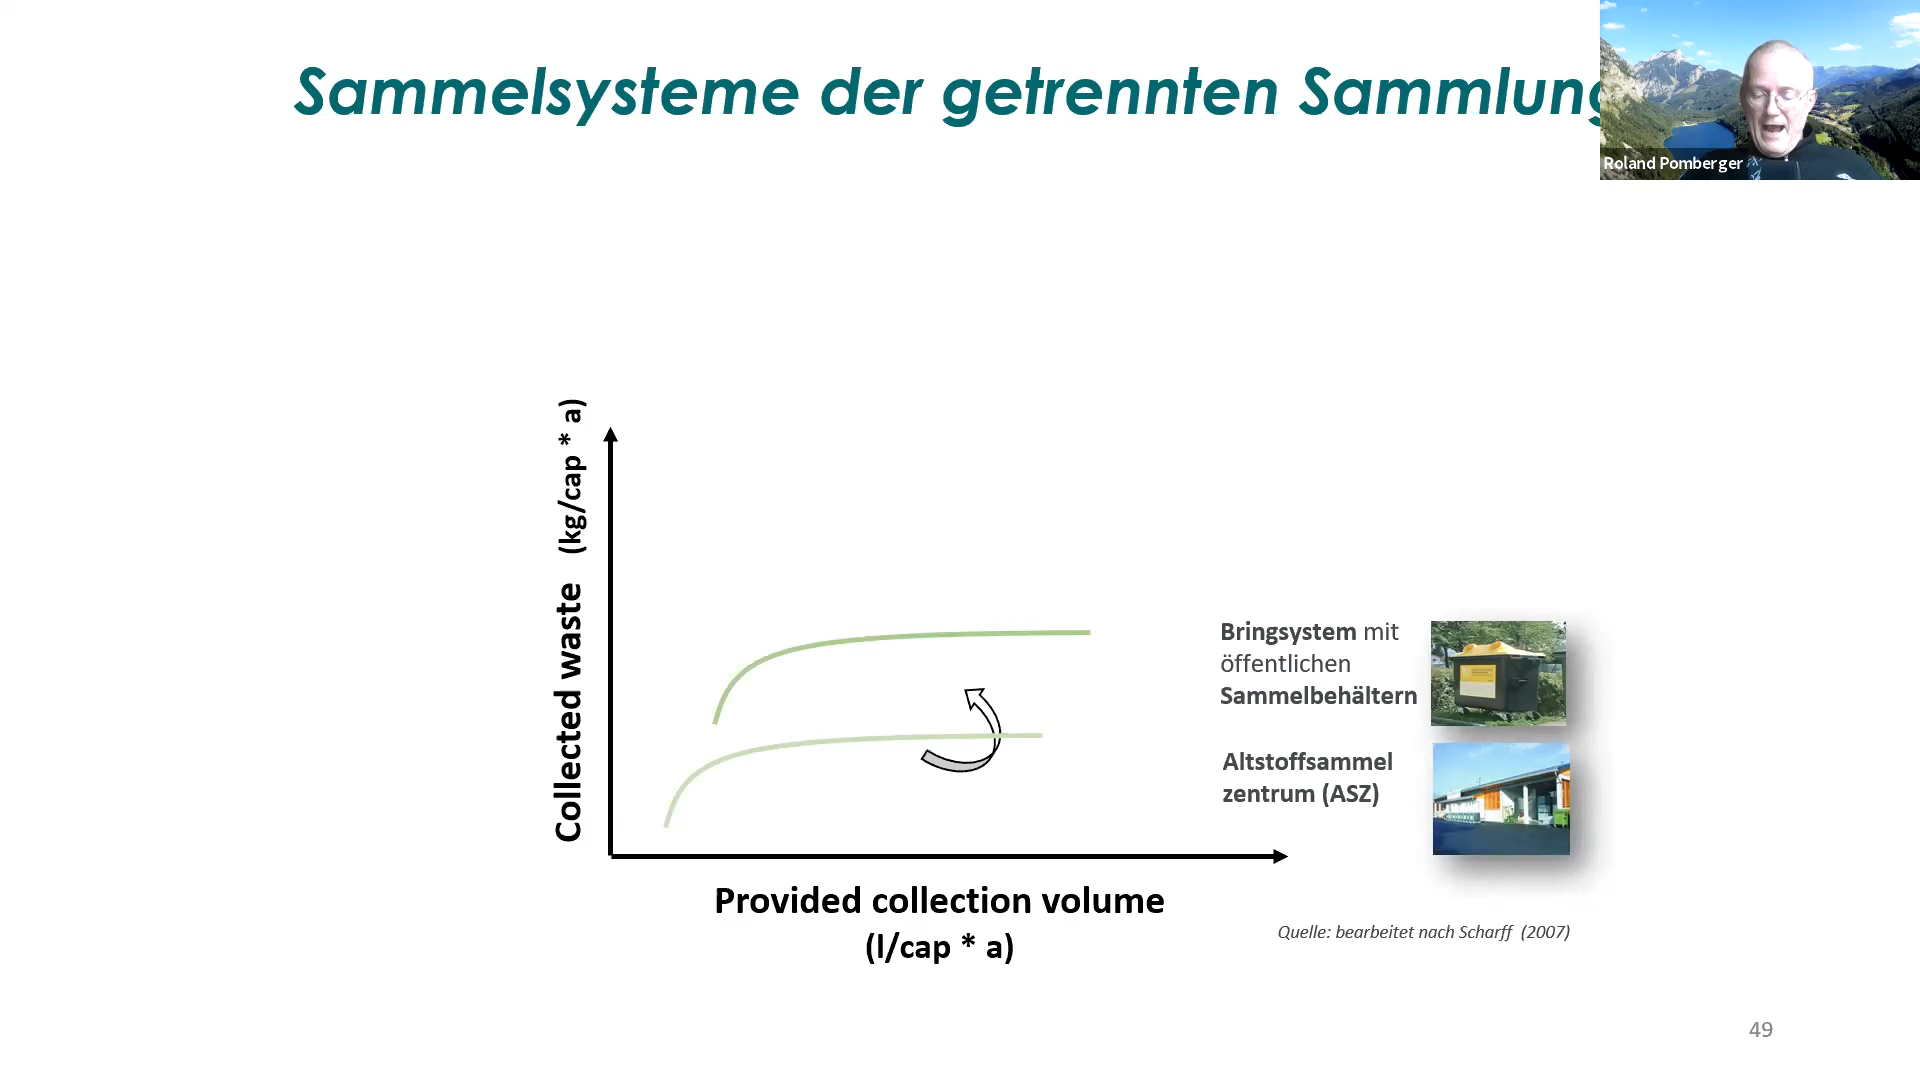 Sammelsysteme der getrennten Sammlung
Roland Pomberger
Collected waste (kg/cap * a)
Bringsystem mit
öffentlichen
Sammelbehältern
Altstoffsammel
zentrum (ASZ)
Provided collection volume
(l/cap * a)
Quelle: bearbeitet nach Scharff (2007)
49